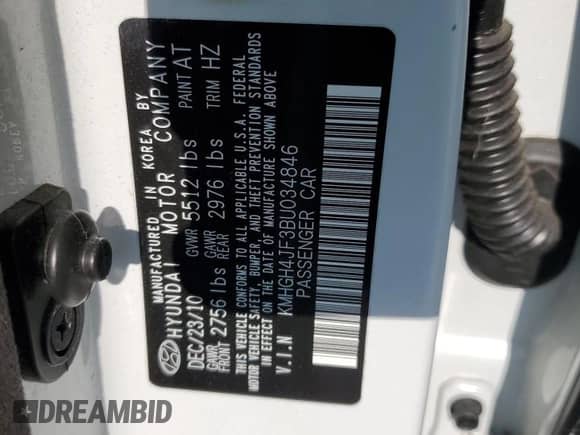 MANUFACTURED IN KOREA BY
HYUNDAI MOTOR COMPANY
DEC/23/10 GVWR 5512 lbs PAINT AT
GAWR FRONT 2756 lbs GAWR REAR 2976 lbs TRIM HZ
THIS VEHICLE CONFORMS TO ALL APPLICABLE U.S.A. FEDERAL
MOTOR VEHICLE SAFETY, BUMPER, AND THEFT PREVENTION STANDARDS
IN EFFECT ON THE DATE OF MANUFACTURE SHOWN ABOVE
V.I.N KMHGH4JF3BU034846
PASSENGER CAR
DREAMBID